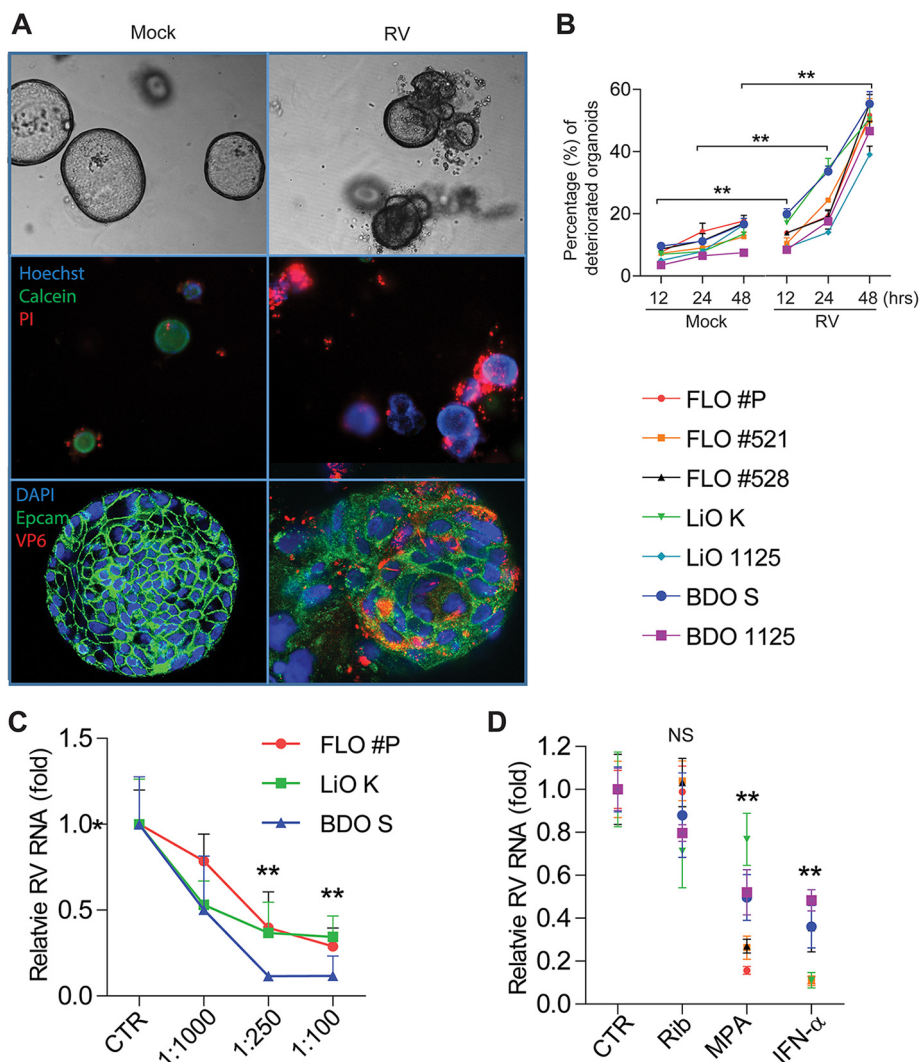 A
Mock
RV
Hoechst
Calcein
PI
DAPI
Epcam
VP6
B
Percentage (%) of
deteriorated organoids
60
40
20
0
**
**
**
12 24 48 12 24 48 (hrs)
Mock RV
FLO #P
FLO #521
FLO #528
LiO K
LiO 1125
BDO S
BDO 1125
C
Relatvie RV RNA (fold)
1.5
1.0
0.5
0.0
*
**
**
FLO #P
LiO K
BDO S
CTR 1:1000 1:250 1:100
D
Relatvie RV RNA (fold)
1.2
1.0
0.8
0.6
0.4
0.2
0.0
NS
**
**
CTR Rib MPA IFN-α